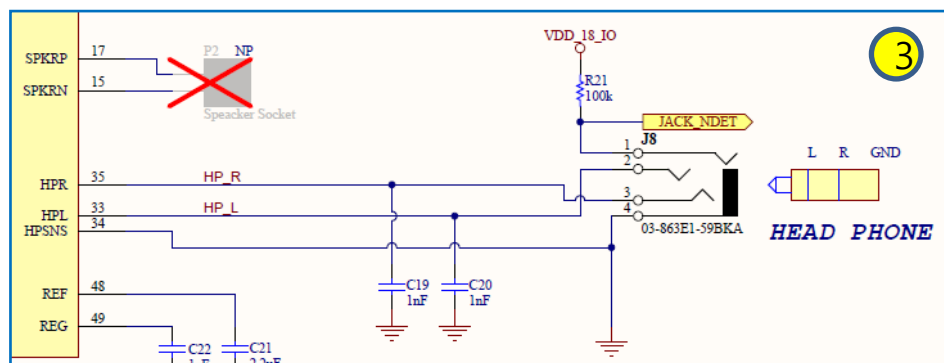 3
VDD_18_IO
P2 NP
SPKRP 17
SPKRN 15
Speacker Socket
R21
100k
JACK_NDET
J8
1
2
3
4
03-863E1-59BKA
L R GND
HEAD PHONE
HPR 35 HP_R
HPL 33 HP_L
HPSNS 34
C19
1nF
C20
1nF
REF 48
REG 49
C22
C21